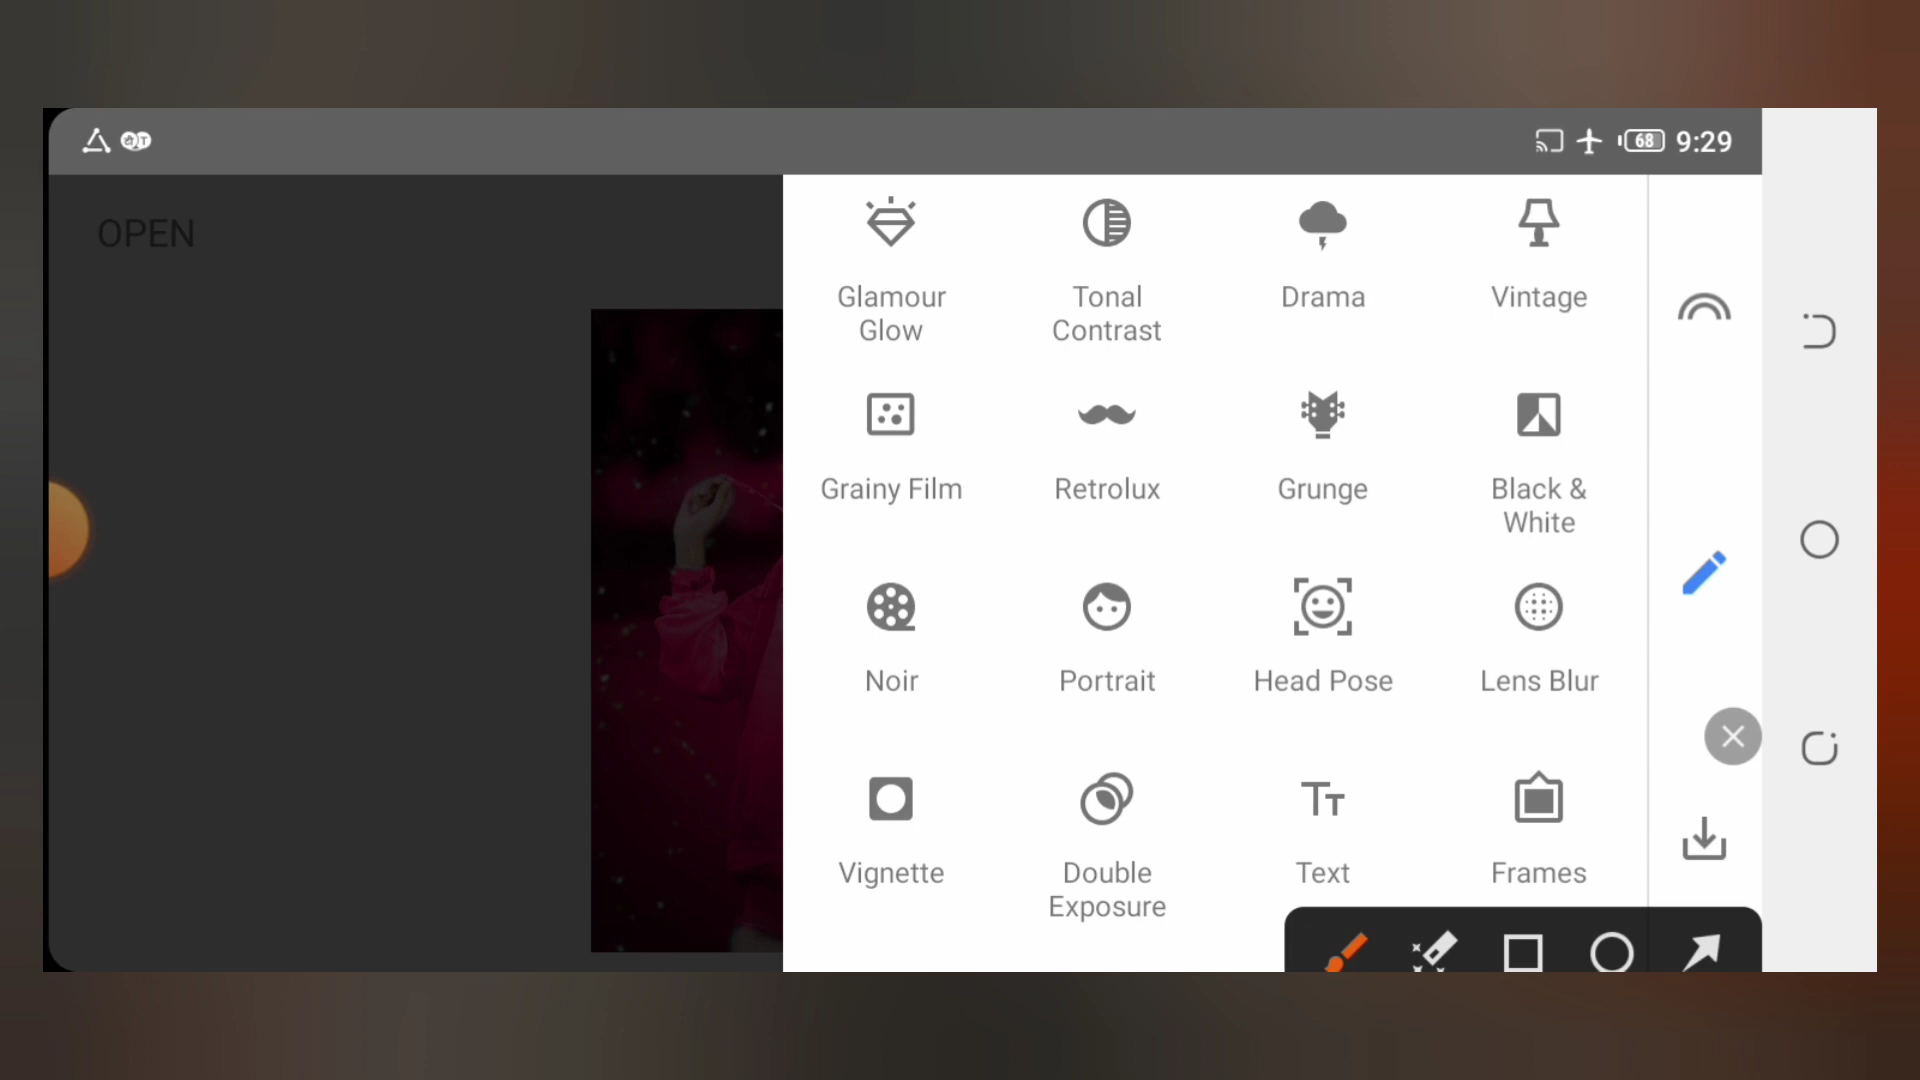 68 9:29
OPEN
Glamour
Glow
Tonal
Contrast
Drama
Vintage
Grainy Film
Retrolux
Grunge
Black &
White
Noir
Portrait
Head Pose
Lens Blur
Vignette
Double
Exposure
Text
Frames